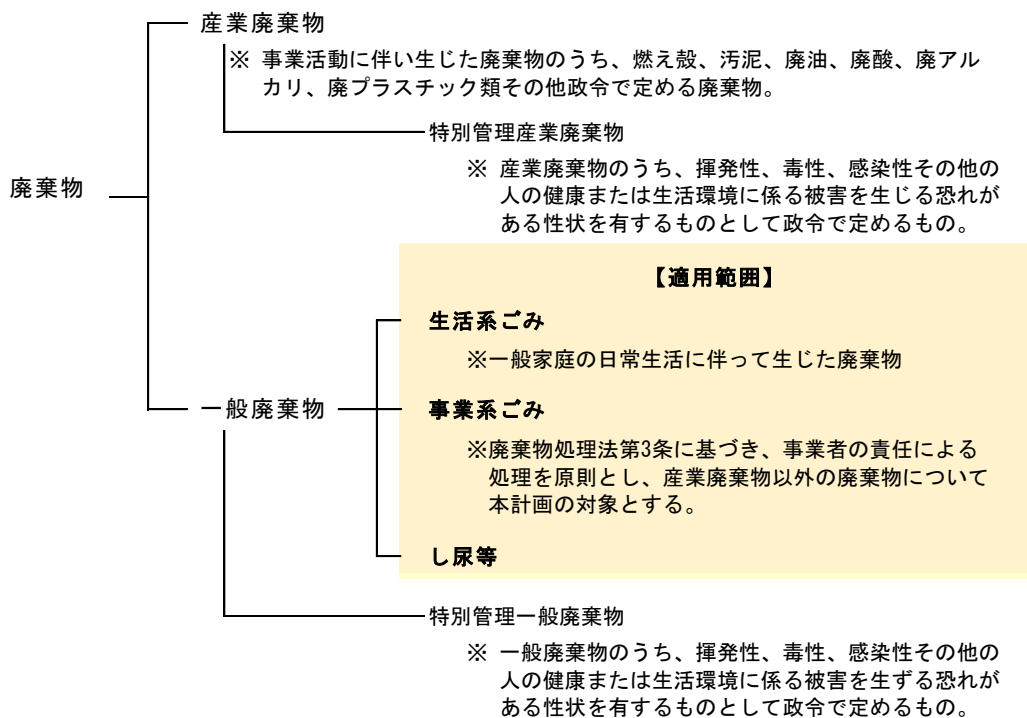 産業廃棄物
※ 事業活動に伴い生じた廃棄物のうち、燃え殻、汚泥、廃油、廃酸、廃アル
カリ、廃プラスチック類その他政令で定める廃棄物。
特別管理産業廃棄物
※ 産業廃棄物のうち、揮発性、毒性、感染性その他の
人の健康または生活環境に係る被害を生じる恐れが
ある性状を有するものとして政令で定めるもの。
廃棄物
【適用範囲】
生活系ごみ
※一般家庭の日常生活に伴って生じた廃棄物
一般廃棄物
事業系ごみ
※廃棄物処理法第3条に基づき、事業者の責任による
処理を原則とし、産業廃棄物以外の廃棄物について
本計画の対象とする。
し尿等
特別管理一般廃棄物
※ 一般廃棄物のうち、揮発性、毒性、感染性その他の
人の健康または生活環境に係る被害を生ずる恐れが
ある性状を有するものとして政令で定めるもの。